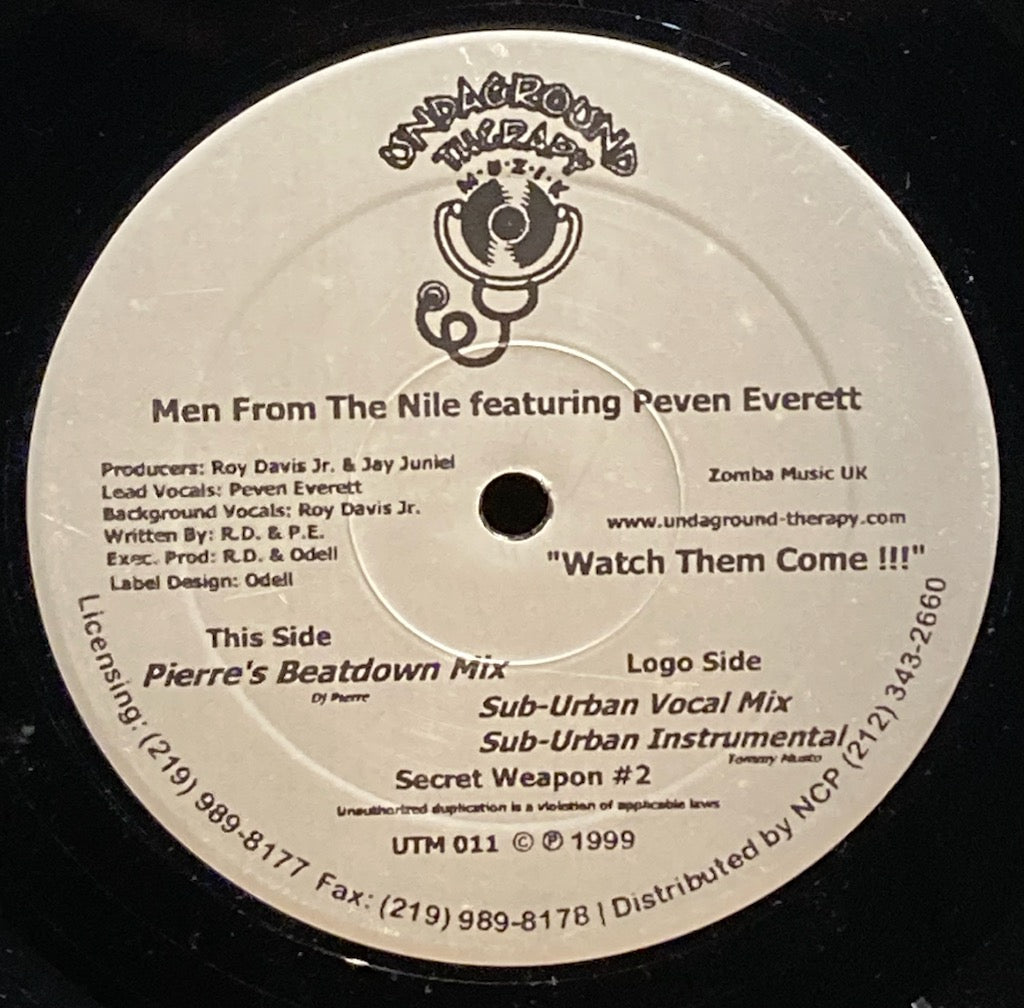 UNDAGROUND
THERAPY
M·U·Z·I·K
Men From The Nile featuring Peven Everett
Producers: Roy Davis Jr. & Jay Juniel
Lead Vocals: Peven Everett
Background Vocals: Roy Davis Jr.
Written By: R.D. & P.E.
Exec. Prod: R.D. & Odell
Label Design: Odell
Zomba Music UK
www.undaground-therapy.com
"Watch Them Come !!!"
This Side
Pierre's Beatdown Mix
DJ Pierre
Logo Side
Sub-Urban Vocal Mix
Sub-Urban Instrumental
Tommy Musto
Secret Weapon #2
Unauthorized duplication is a violation of applicable laws
UTM 011 © ℗ 1999
Licensing: (219) 989-8177 Fax: (219) 989-8178 | Distributed by NCP (212) 343-2660